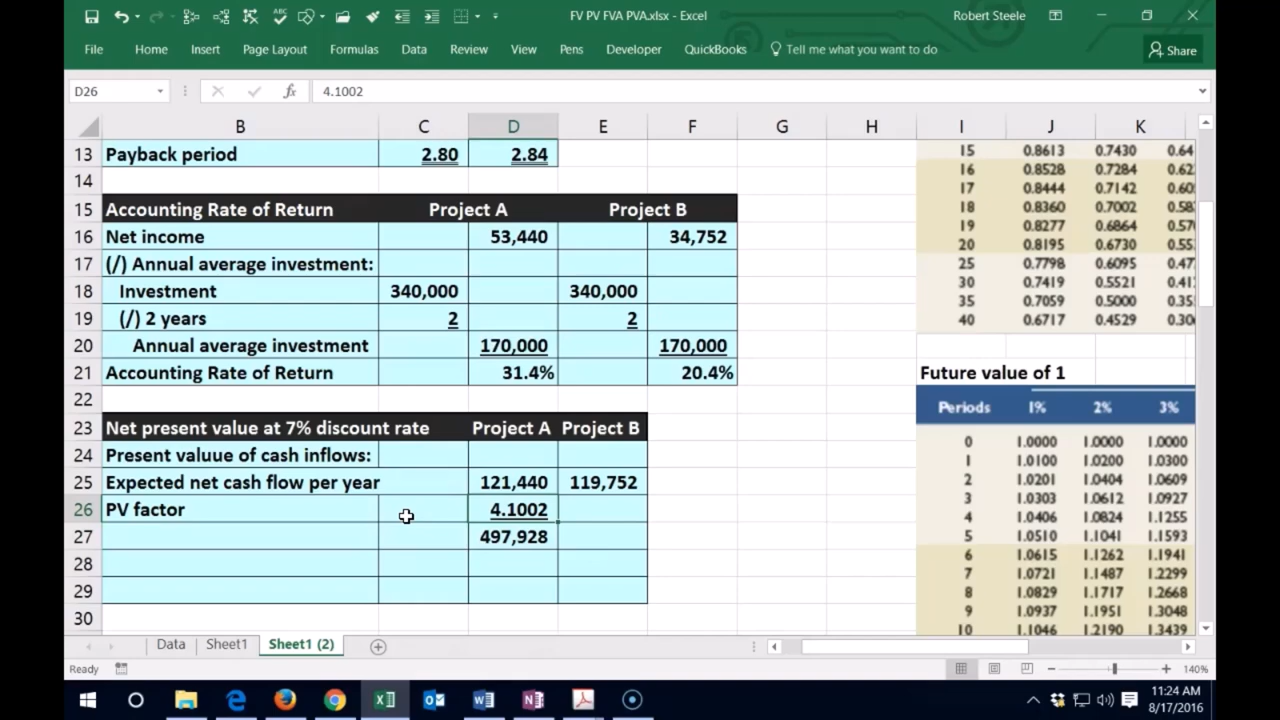 FV PV FVA PVA.xlsx - Excel
Robert Steele
File Home Insert Page Layout Formulas Data Review View Pens Developer QuickBooks Tell me what you want to do Share
D26 fx 4.1002
B C D E F G H I J K
13 Payback period 2.80 2.84
14
15 Accounting Rate of Return Project A Project B
16 Net income 53,440 34,752
17 (/) Annual average investment:
18 Investment 340,000 340,000
19 (/) 2 years 2 2
20 Annual average investment 170,000 170,000
21 Accounting Rate of Return 31.4% 20.4%
22
23 Net present value at 7% discount rate Project A Project B
24 Present valuue of cash inflows:
25 Expected net cash flow per year 121,440 119,752
26 PV factor 4.1002
27 497,928
28
29
30
15 0.8613 0.7430 0.64
16 0.8528 0.7284 0.62
17 0.8444 0.7142 0.60
18 0.8360 0.7002 0.58
19 0.8277 0.6864 0.57
20 0.8195 0.6730 0.55
25 0.7798 0.6095 0.47
30 0.7419 0.5521 0.41
35 0.7059 0.5000 0.35
40 0.6717 0.4529 0.30
Future value of 1
Periods 1% 2% 3%
0 1.0000 1.0000 1.0000
1 1.0100 1.0200 1.0300
2 1.0201 1.0404 1.0609
3 1.0303 1.0612 1.0927
4 1.0406 1.0824 1.1255
5 1.0510 1.1041 1.1593
6 1.0615 1.1262 1.1941
7 1.0721 1.1487 1.2299
8 1.0829 1.1717 1.2668
9 1.0937 1.1951 1.3048
10 1.1046 1.2190 1.3439
Data Sheet1 Sheet1 (2)
Ready 140%
11:24 AM
8/17/2016